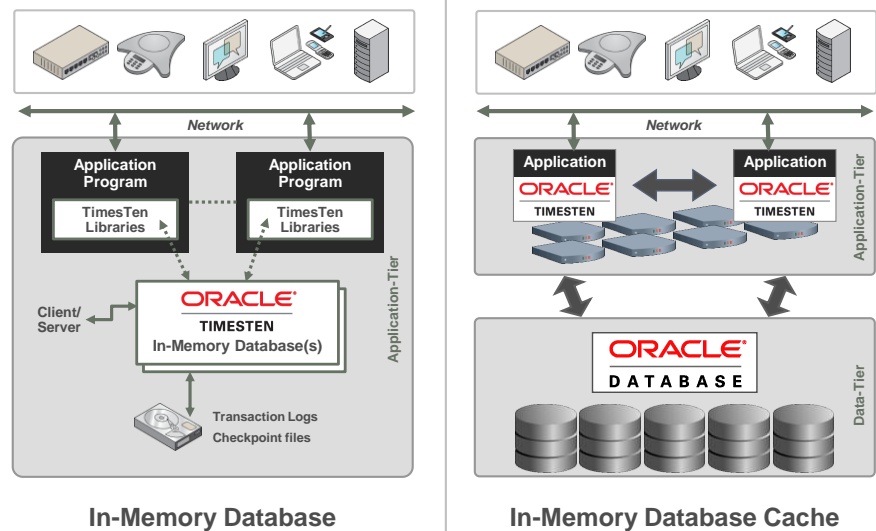 Network
Application
Program
TimesTen
Libraries
Application
Program
TimesTen
Libraries
Client/
Server
ORACLE®
TIMESTEN
In-Memory Database(s)
Transaction Logs
Checkpoint files
Application-Tier
In-Memory Database
Network
Application
ORACLE®
TIMESTEN
Application
ORACLE®
TIMESTEN
Application-Tier
ORACLE®
DATABASE
Data-Tier
In-Memory Database Cache